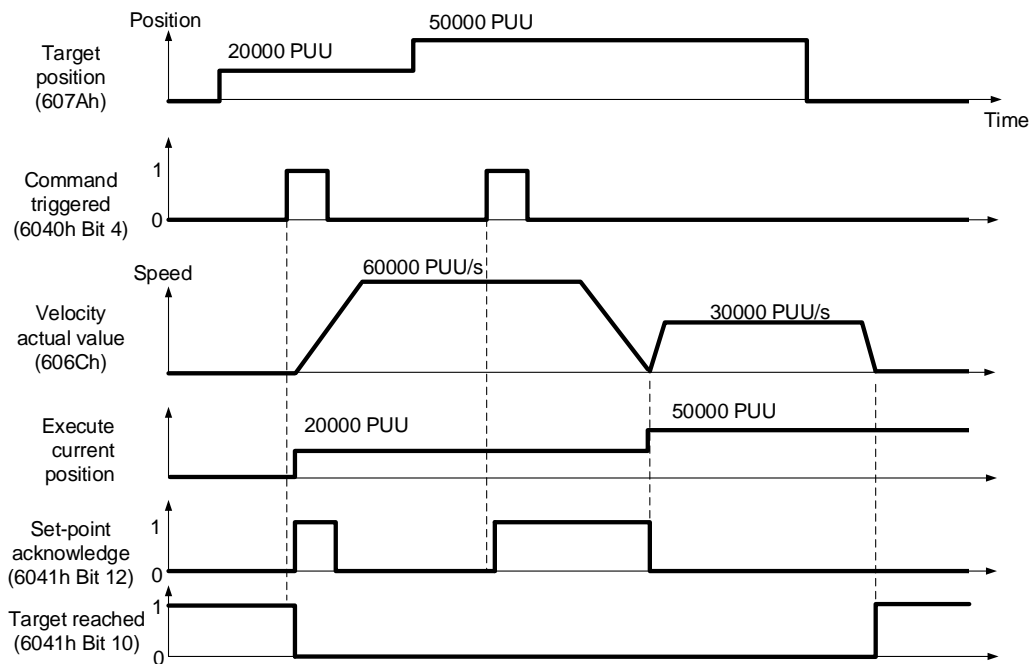 Position
50000 PUU
20000 PUU
Target
position
(607Ah)
Time
1
Command
triggered
(6040h Bit 4)
0
Speed
60000 PUU/s
30000 PUU/s
Velocity
actual value
(606Ch)
50000 PUU
20000 PUU
Execute
current
position
1
Set-point
acknowledge
(6041h Bit 12)
0
1
Target reached
(6041h Bit 10)
0